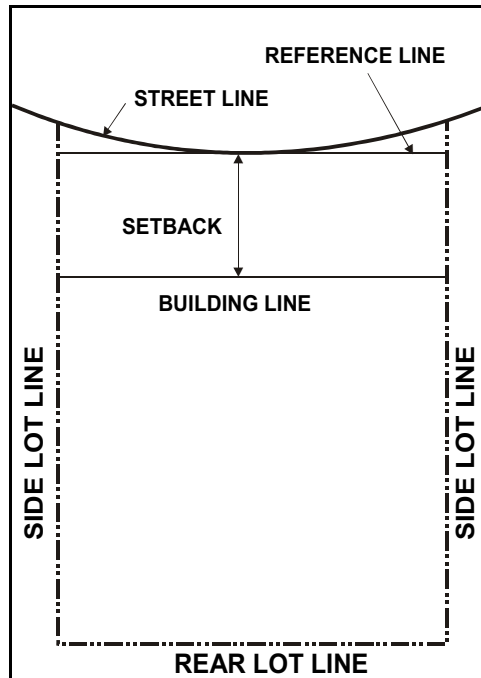 REFERENCE LINE
STREET LINE
SETBACK
BUILDING LINE
SIDE LOT LINE
SIDE LOT LINE
REAR LOT LINE